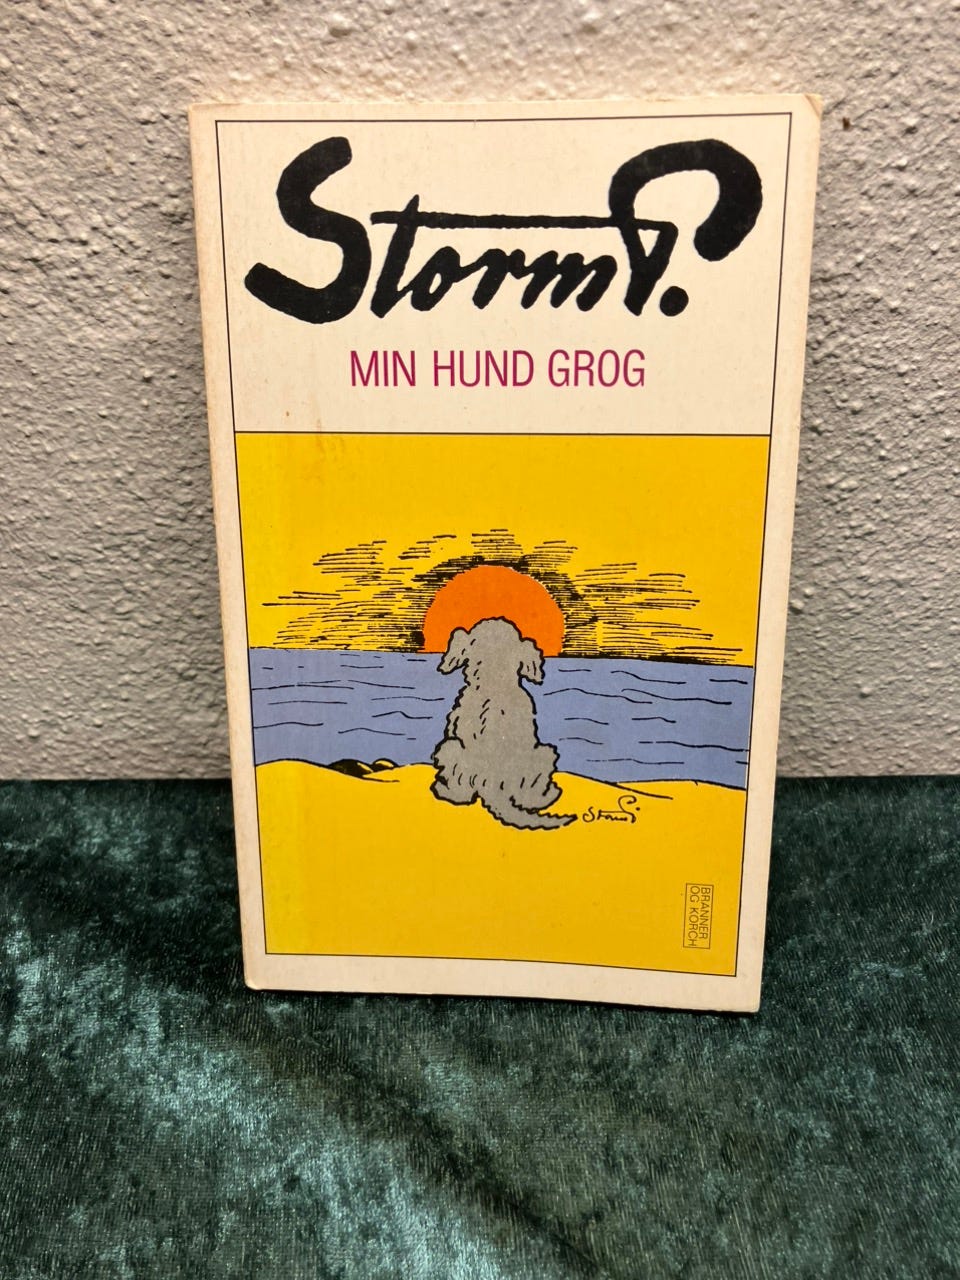 Storm P.
MIN HUND GROG
Storm P.
BRANNER
OG KORCH